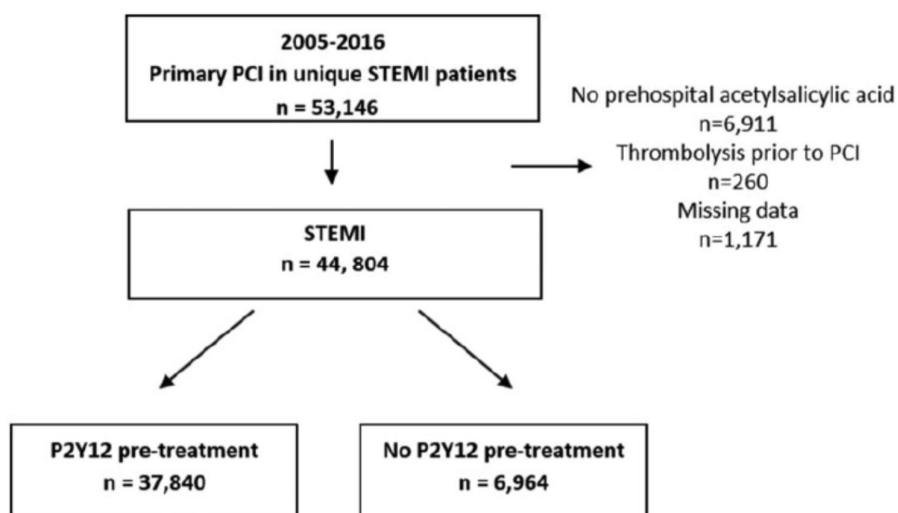 2005-2016
Primary PCI in unique STEMI patients
n = 53,146
No prehospital acetylsalicylic acid
n=6,911
Thrombolysis prior to PCI
n=260
Missing data
n=1,171
STEMI
n = 44, 804
P2Y12 pre-treatment
n = 37,840
No P2Y12 pre-treatment
n = 6,964